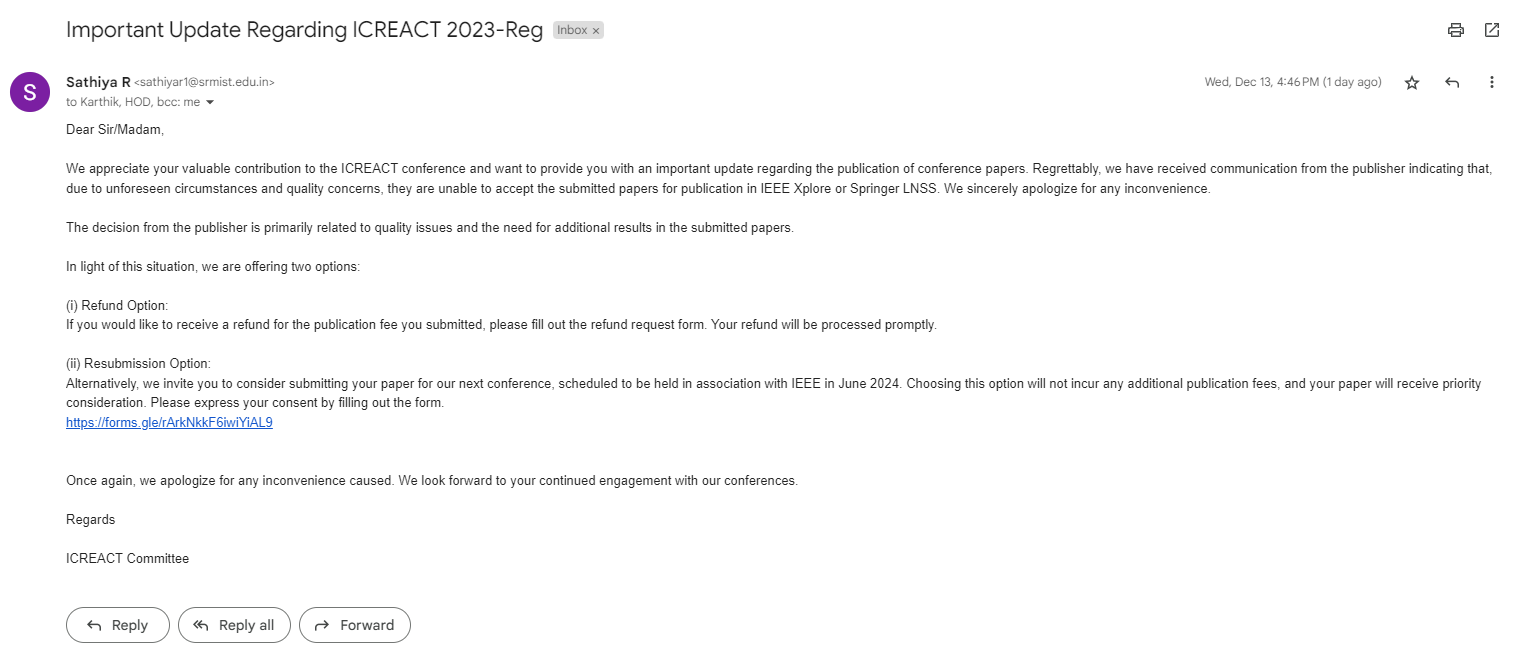 Important Update Regarding ICREACT 2023-Reg Inbox ×
S
Sathiya R <sathiyar1@srmist.edu.in> Wed, Dec 13, 4:46 PM (1 day ago)
to Karthik, HOD, bcc: me
Dear Sir/Madam,
We appreciate your valuable contribution to the ICREACT conference and want to provide you with an important update regarding the publication of conference papers. Regrettably, we have received communication from the publisher indicating that,
due to unforeseen circumstances and quality concerns, they are unable to accept the submitted papers for publication in IEEE Xplore or Springer LNSS. We sincerely apologize for any inconvenience.
The decision from the publisher is primarily related to quality issues and the need for additional results in the submitted papers.
In light of this situation, we are offering two options:
(i) Refund Option:
If you would like to receive a refund for the publication fee you submitted, please fill out the refund request form. Your refund will be processed promptly.
(ii) Resubmission Option:
Alternatively, we invite you to consider submitting your paper for our next conference, scheduled to be held in association with IEEE in June 2024. Choosing this option will not incur any additional publication fees, and your paper will receive priority
consideration. Please express your consent by filling out the form.
https://forms.gle/rArkNkkF6iwiYiAL9
Once again, we apologize for any inconvenience caused. We look forward to your continued engagement with our conferences.
Regards
ICREACT Committee
Reply Reply all Forward